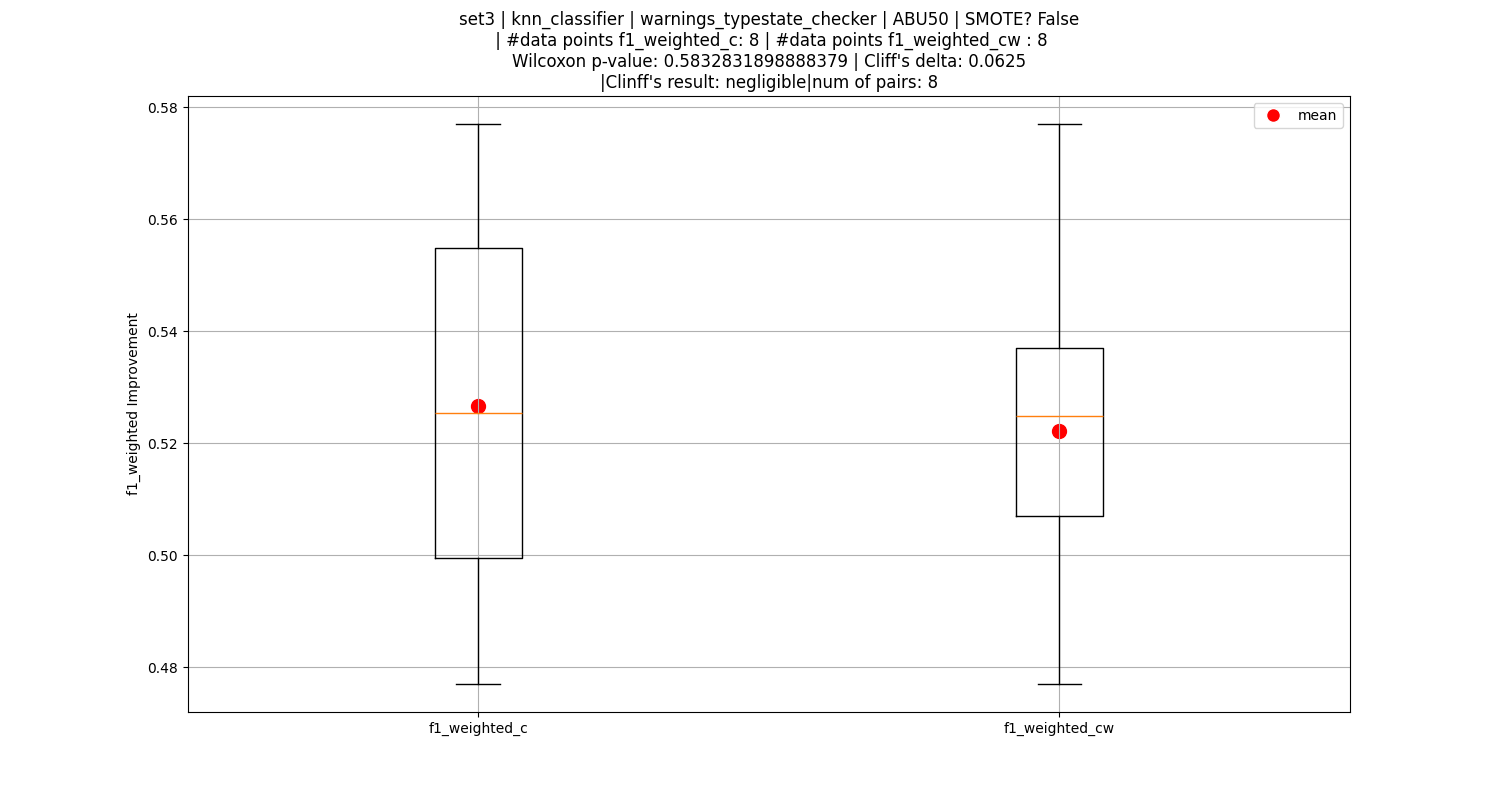 set3 | knn_classifier | warnings_typestate_checker | ABU50 | SMOTE? False
| #data points f1_weighted_c: 8 | #data points f1_weighted_cw : 8
Wilcoxon p-value: 0.5832831898888379 | Cliff's delta: 0.0625
|Clinff's result: negligible|num of pairs: 8
mean
0.58
0.56
0.54
0.52
0.50
0.48
f1_weighted Improvement
f1_weighted_c
f1_weighted_cw